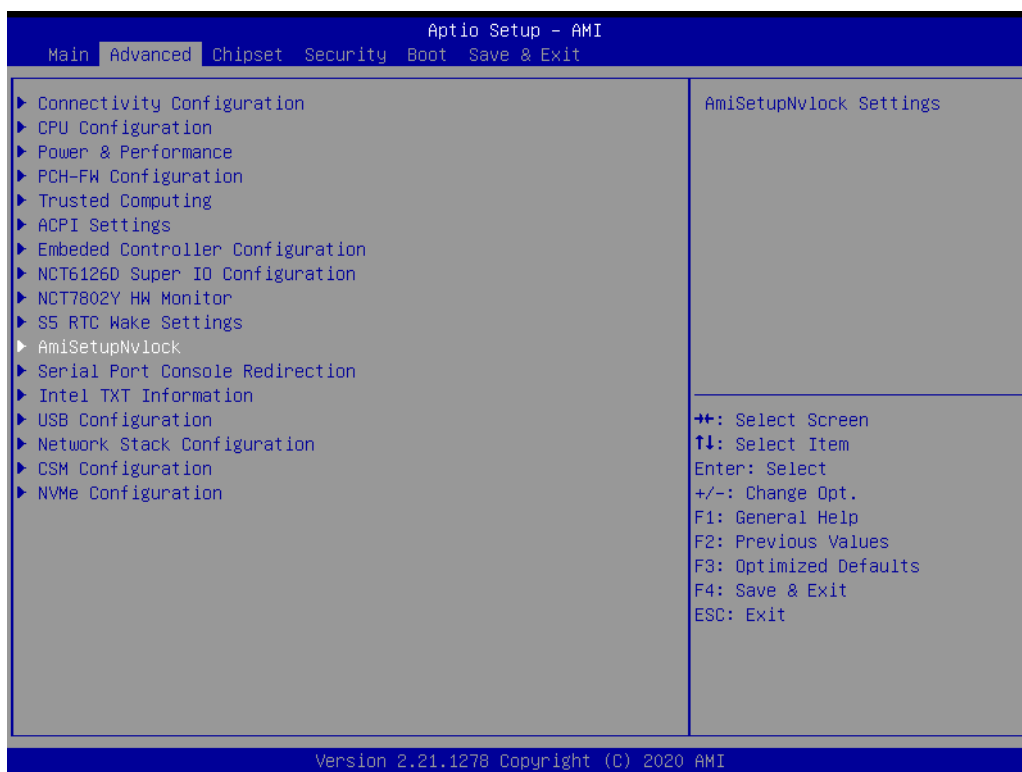 Aptio Setup – AMI
Main Advanced Chipset Security Boot Save & Exit
Connectivity Configuration
CPU Configuration
Power & Performance
PCH-FW Configuration
Trusted Computing
ACPI Settings
Embeded Controller Configuration
NCT6126D Super IO Configuration
NCT7802Y HW Monitor
S5 RTC Wake Settings
AmiSetupNvlock
Serial Port Console Redirection
Intel TXT Information
USB Configuration
Network Stack Configuration
CSM Configuration
NVMe Configuration
AmiSetupNvlock Settings
→←: Select Screen
↑↓: Select Item
Enter: Select
+/-: Change Opt.
F1: General Help
F2: Previous Values
F3: Optimized Defaults
F4: Save & Exit
ESC: Exit
Version 2.21.1278 Copyright (C) 2020 AMI